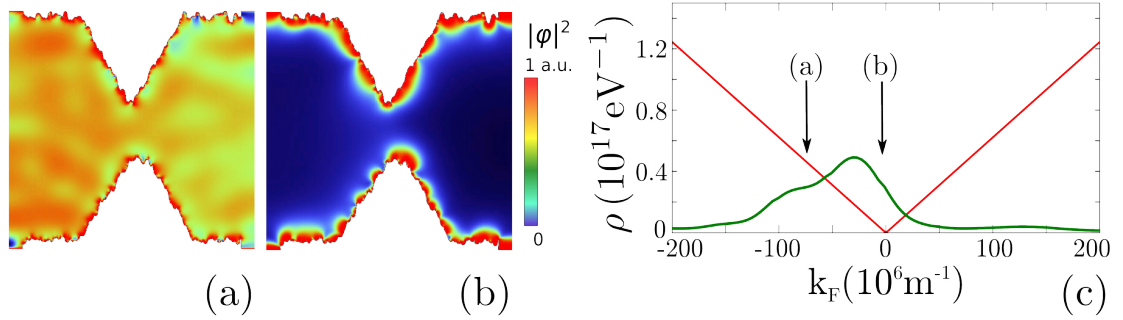 |φ|²
1 a.u.
0
(a)
(b)
ρ (10¹⁷eV⁻¹)
1.2
0.8
0.4
0
(a)
(b)
-200
-100
0
100
200
k_F(10⁶m⁻¹)
(c)